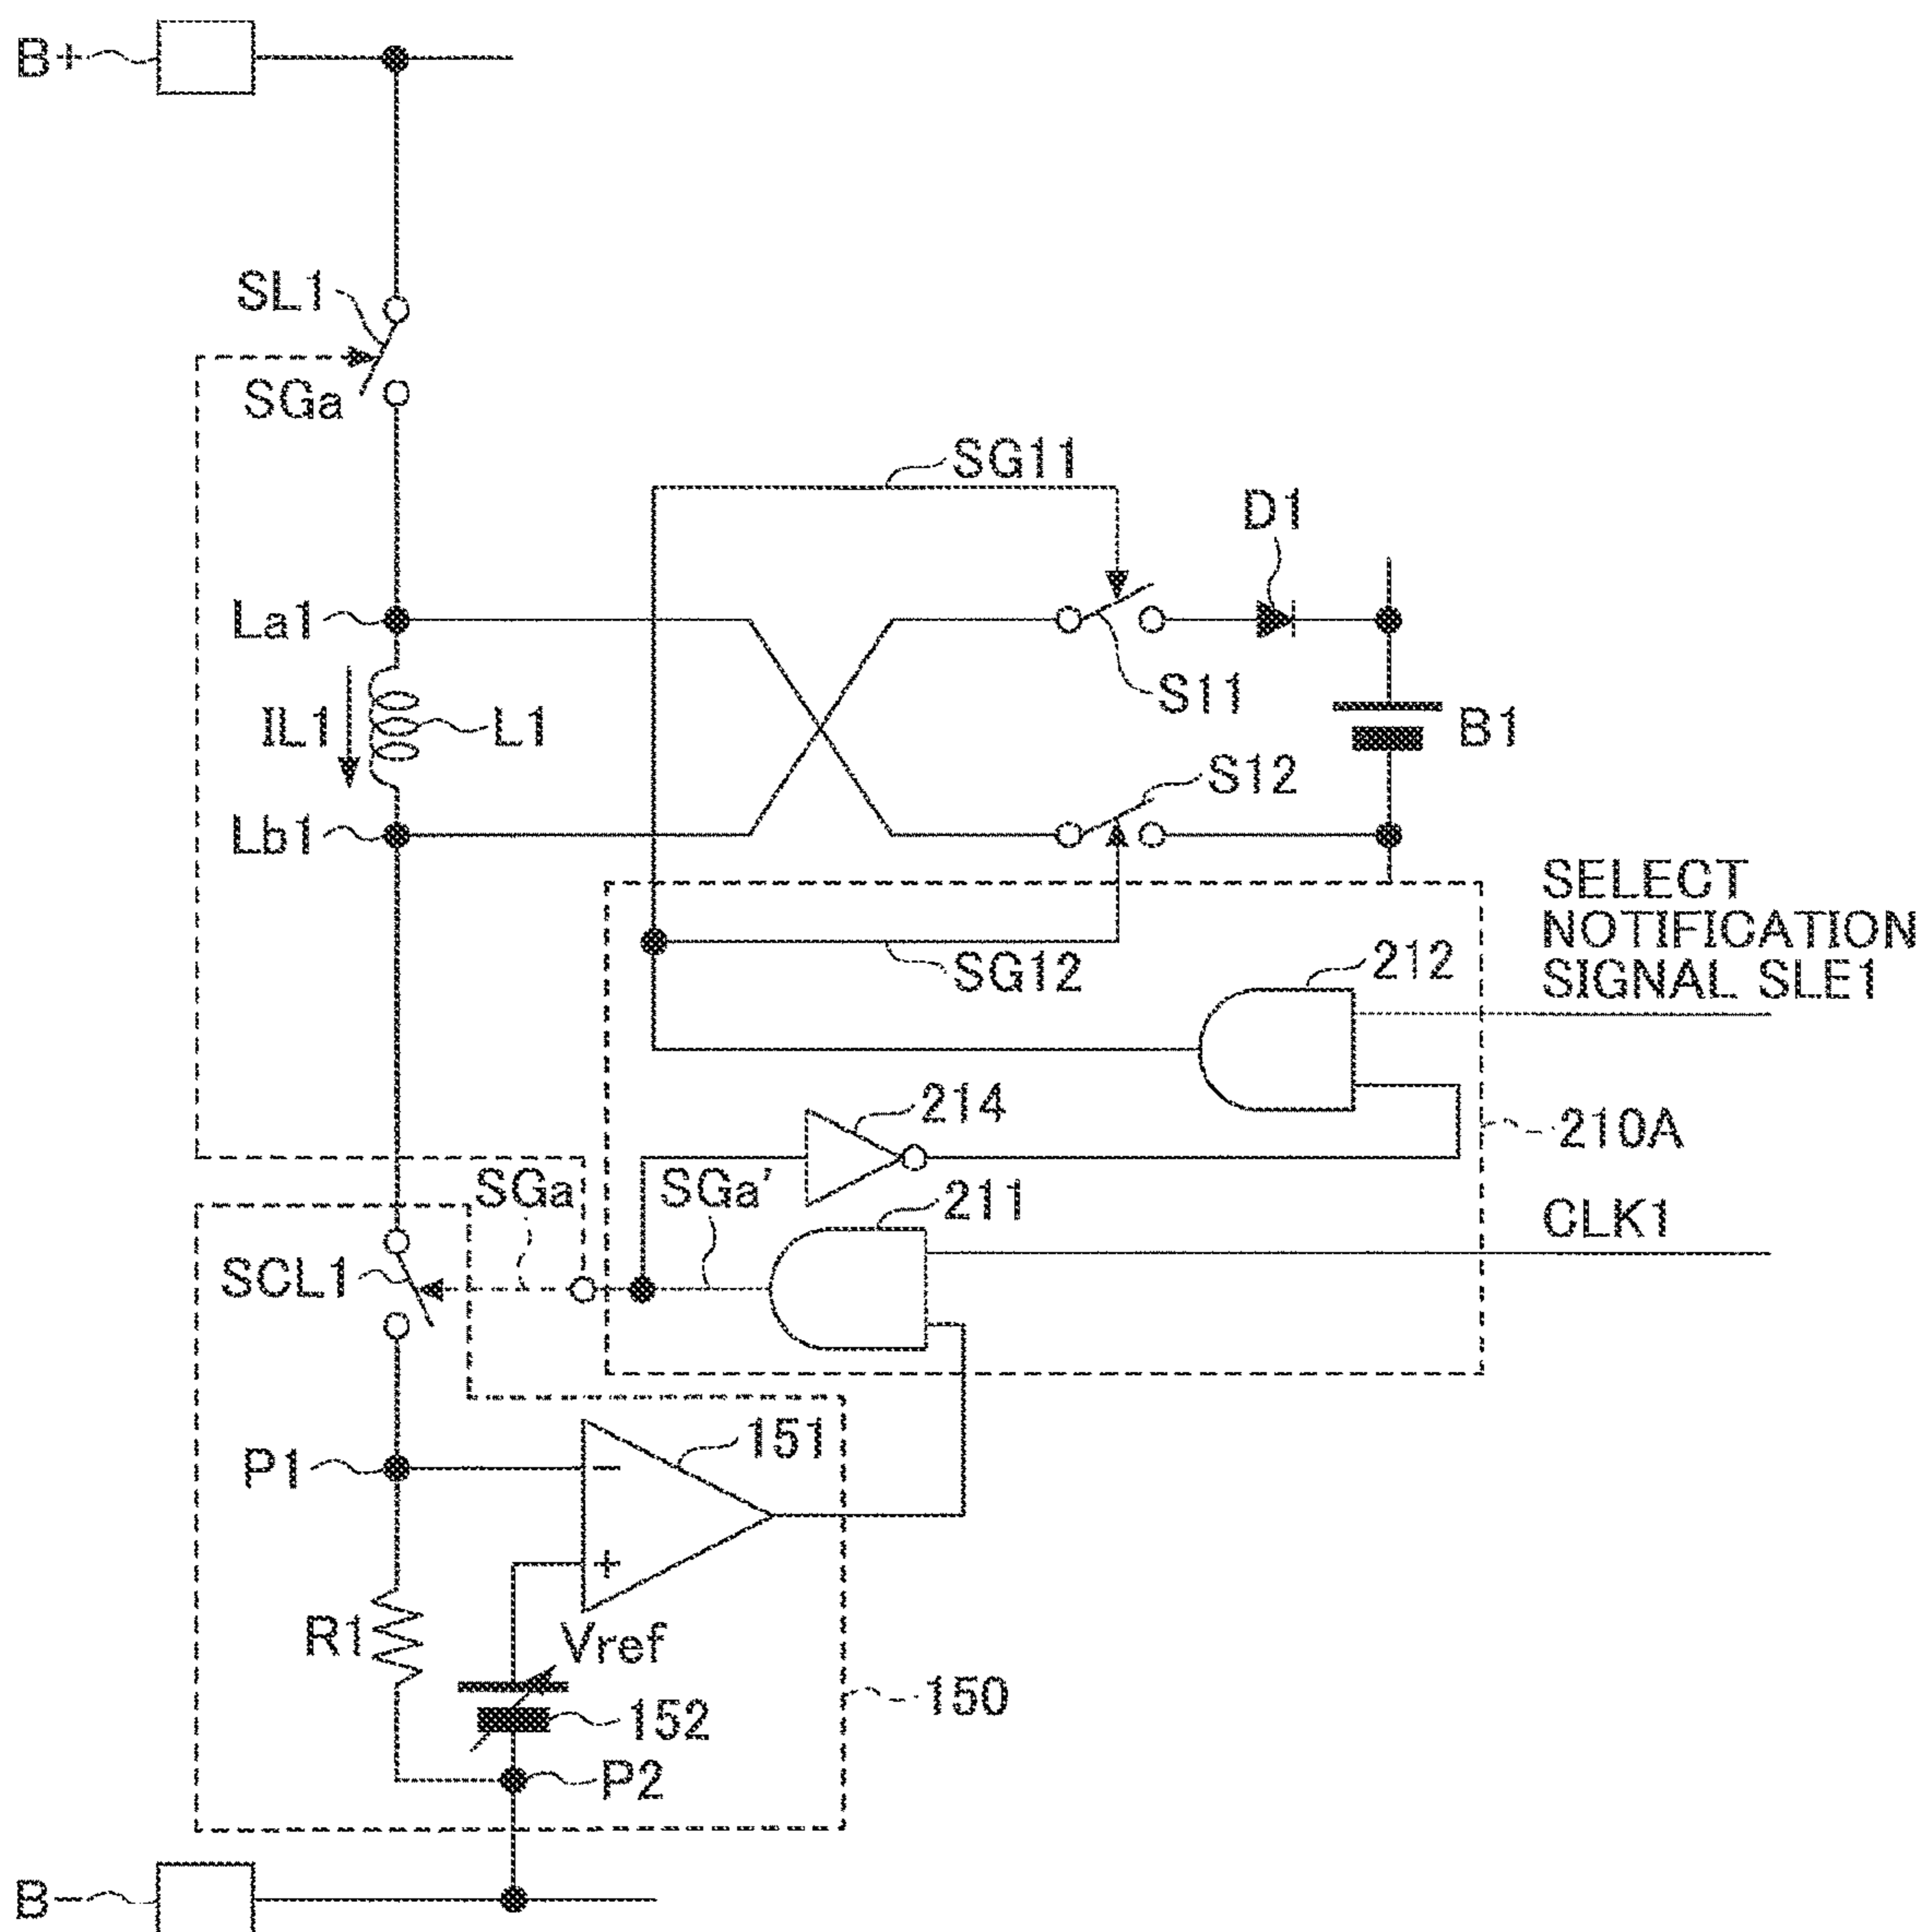 B+
SL1
SGa
SG11
D1
La1
S11
IL1
L1
B1
S12
Lb1
SELECT
NOTIFICATION
SIGNAL SLE1
SG12
212
214
210A
SGa
SGa'
211
CLK1
SCL1
151
P1
−
+
R1
Vref
152
150
P2
B-